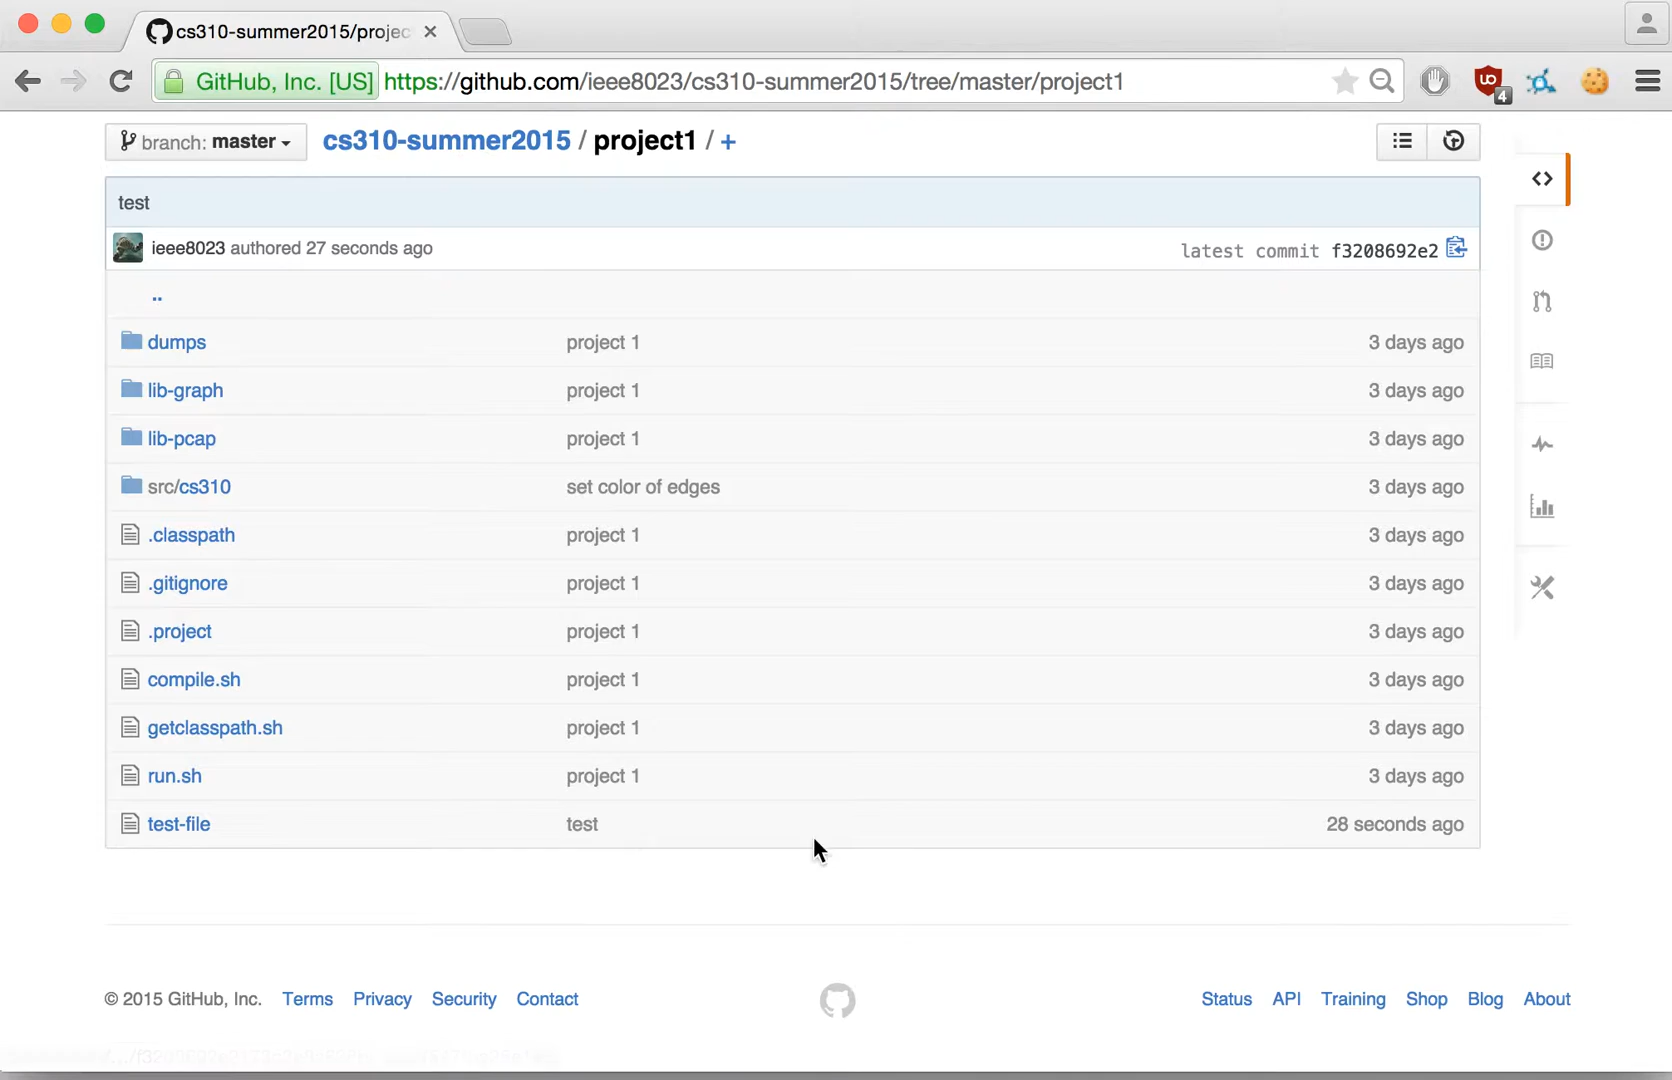 cs310-summer2015/projec
GitHub, Inc. [US] https://github.com/ieee8023/cs310-summer2015/tree/master/project1
4
branch: master cs310-summer2015 / project1 / +
test
ieee8023 authored 27 seconds ago latest commit f3208692e2
..
dumps project 1 3 days ago
lib-graph project 1 3 days ago
lib-pcap project 1 3 days ago
src/cs310 set color of edges 3 days ago
.classpath project 1 3 days ago
.gitignore project 1 3 days ago
.project project 1 3 days ago
compile.sh project 1 3 days ago
getclasspath.sh project 1 3 days ago
run.sh project 1 3 days ago
test-file test 28 seconds ago
© 2015 GitHub, Inc. Terms Privacy Security Contact Status API Training Shop Blog About